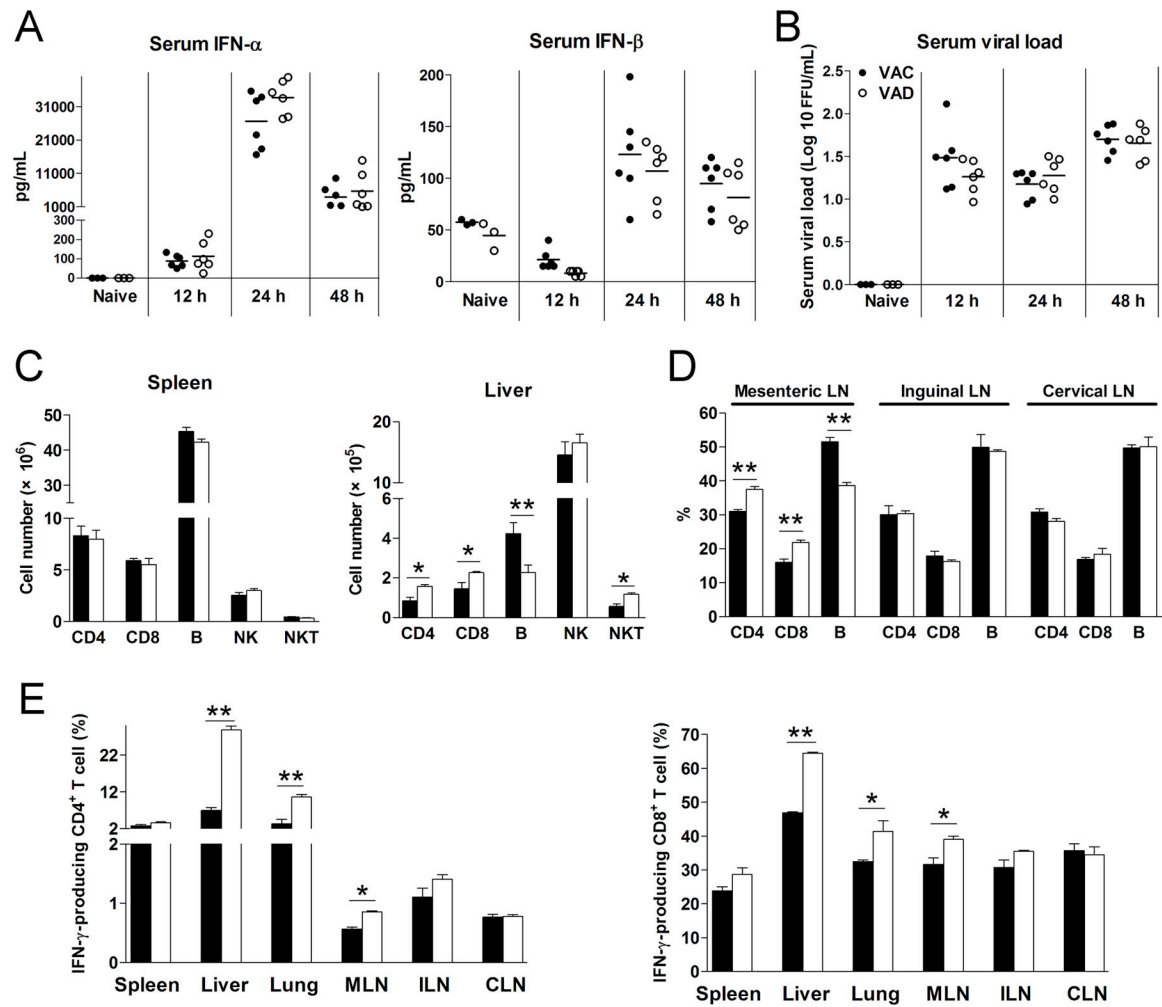 A
Serum IFN-α
pg/mL
31000
21000
11000
1000
300
200
100
0
Naive 12 h 24 h 48 h
Serum IFN-β
pg/mL
200
150
100
50
0
Naive 12 h 24 h 48 h
B
Serum viral load
Serum viral load (Log 10 FFU/mL)
2.5
2.0
1.5
1.0
0.5
0.0
VAC
VAD
Naive 12 h 24 h 48 h
C
Spleen
Cell number (× 10⁶)
50
40
30
10
5
0
CD4 CD8 B NK NKT
Liver
Cell number (× 10⁵)
20
10
6
4
2
0
* * ** *
CD4 CD8 B NK NKT
D
Mesenteric LN Inguinal LN Cervical LN
%
60
50
40
30
20
10
0
** ** **
CD4 CD8 B CD4 CD8 B CD4 CD8 B
E
IFN-γ-producing CD4⁺ T cell (%)
22
12
2
2
1
0
** ** *
Spleen Liver Lung MLN ILN CLN
IFN-γ-producing CD8⁺ T cell (%)
70
60
50
40
30
20
10
0
** * *
Spleen Liver Lung MLN ILN CLN